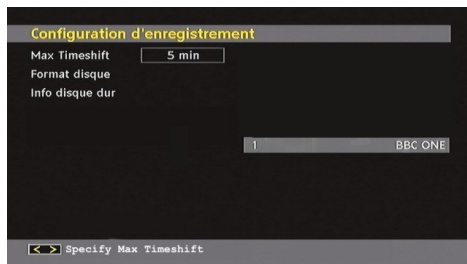 Configuration d'enregistrement
Max Timeshift 5 min
Format disque
Info disque dur
1 BBC ONE
< > Specify Max Timeshift